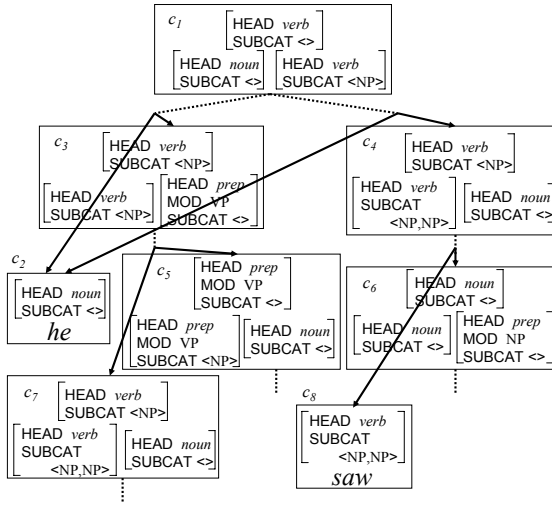 c1
HEAD verb
SUBCAT <>
HEAD noun
SUBCAT <>
HEAD verb
SUBCAT <NP>
c3
HEAD verb
SUBCAT <NP>
HEAD verb
SUBCAT <NP>
HEAD prep
MOD VP
SUBCAT <>
c4
HEAD verb
SUBCAT <NP>
HEAD verb
SUBCAT
<NP,NP>
HEAD noun
SUBCAT <>
c2
HEAD noun
SUBCAT <>
he
c5
HEAD prep
MOD VP
SUBCAT <>
HEAD prep
MOD VP
SUBCAT <NP>
HEAD noun
SUBCAT <>
c6
HEAD noun
SUBCAT <>
HEAD noun
SUBCAT <>
HEAD prep
MOD NP
SUBCAT <>
c7
HEAD verb
SUBCAT <NP>
HEAD verb
SUBCAT
<NP,NP>
HEAD noun
SUBCAT <>
c8
HEAD verb
SUBCAT
<NP,NP>
saw